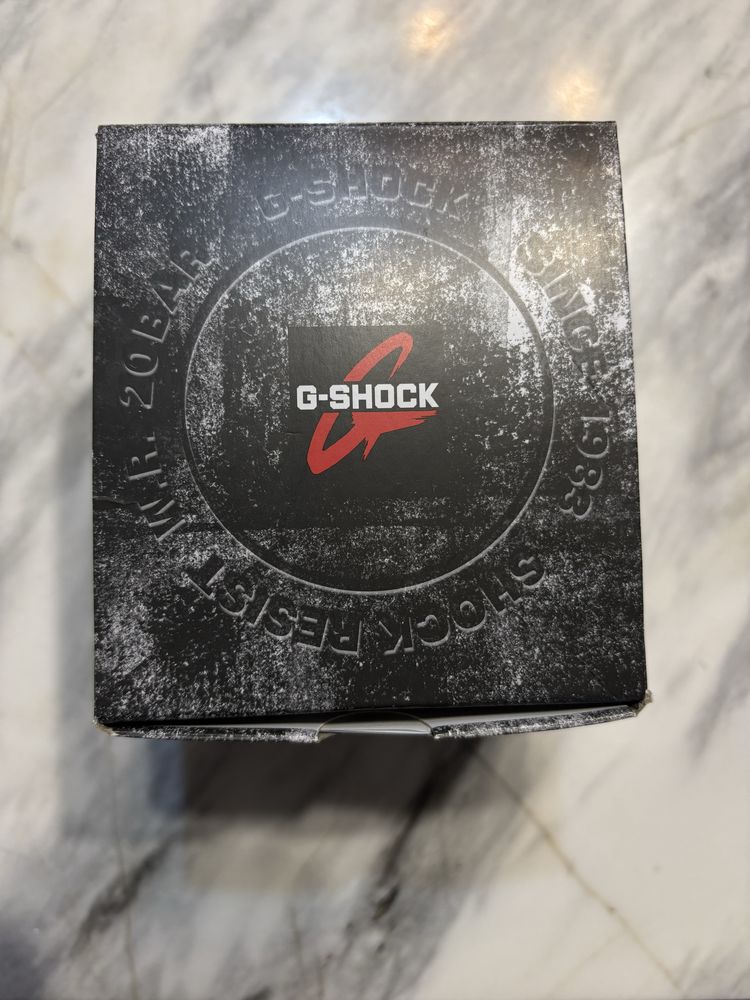 G-SHOCK
SINCE 1983
SHOCK RESIST
W.R. 20BAR
G-SHOCK